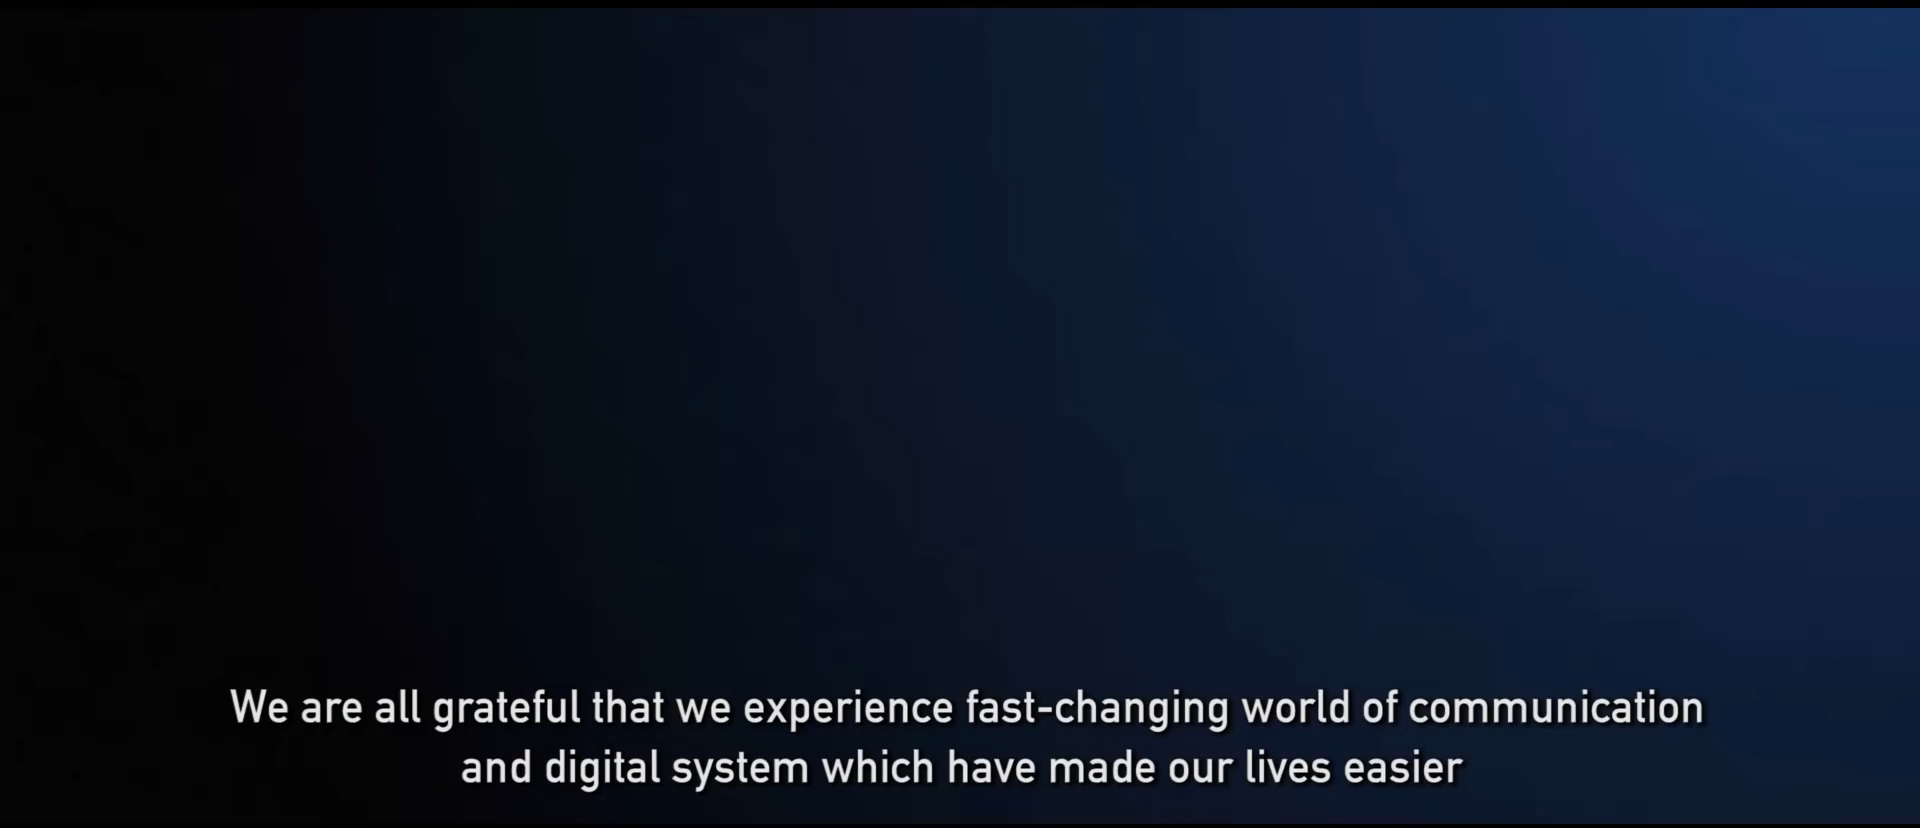 We are all grateful that we experience fast-changing world of communication
and digital system which have made our lives easier